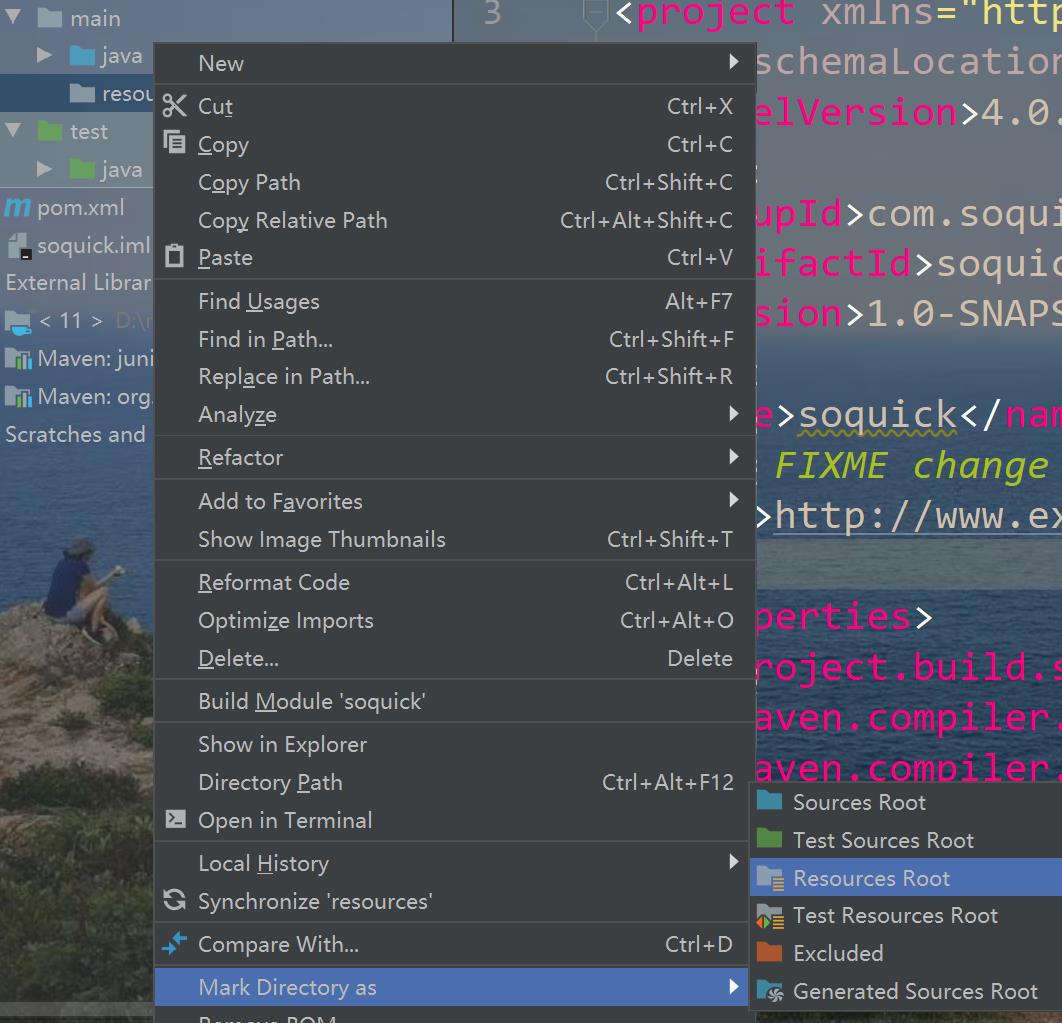 main
java
resou
test
java
pom.xml
soquick.iml
External Librar
< 11 > D:\
Maven: juni
Maven: org.
Scratches and
3
<project xmlns="http
schemaLocation
elVersion>4.0.
upId>com.soqui
ifactId>soquic
sion>1.0-SNAPS
e>soquick</nam
FIXME change
>http://www.ex
perties>
roject.build.s
aven.compiler.
aven.compiler.
New
Cut Ctrl+X
Copy Ctrl+C
Copy Path Ctrl+Shift+C
Copy Relative Path Ctrl+Alt+Shift+C
Paste Ctrl+V
Find Usages Alt+F7
Find in Path... Ctrl+Shift+F
Replace in Path... Ctrl+Shift+R
Analyze
Refactor
Add to Favorites
Show Image Thumbnails Ctrl+Shift+T
Reformat Code Ctrl+Alt+L
Optimize Imports Ctrl+Alt+O
Delete... Delete
Build Module 'soquick'
Show in Explorer
Directory Path Ctrl+Alt+F12
Open in Terminal
Local History
Synchronize 'resources'
Compare With... Ctrl+D
Mark Directory as
Remove BOM
Sources Root
Test Sources Root
Resources Root
Test Resources Root
Excluded
Generated Sources Root